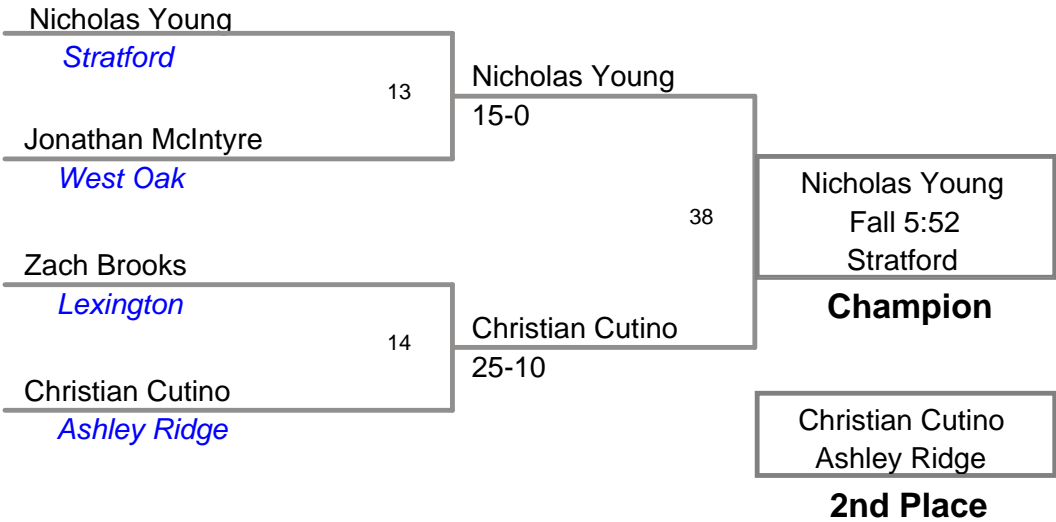 Nicholas Young
Stratford
13
Nicholas Young
15-0
Jonathan McIntyre
West Oak
38
Nicholas Young
Fall 5:52
Stratford
Champion
Zach Brooks
Lexington
14
Christian Cutino
25-10
Christian Cutino
Ashley Ridge
Christian Cutino
Ashley Ridge
2nd Place